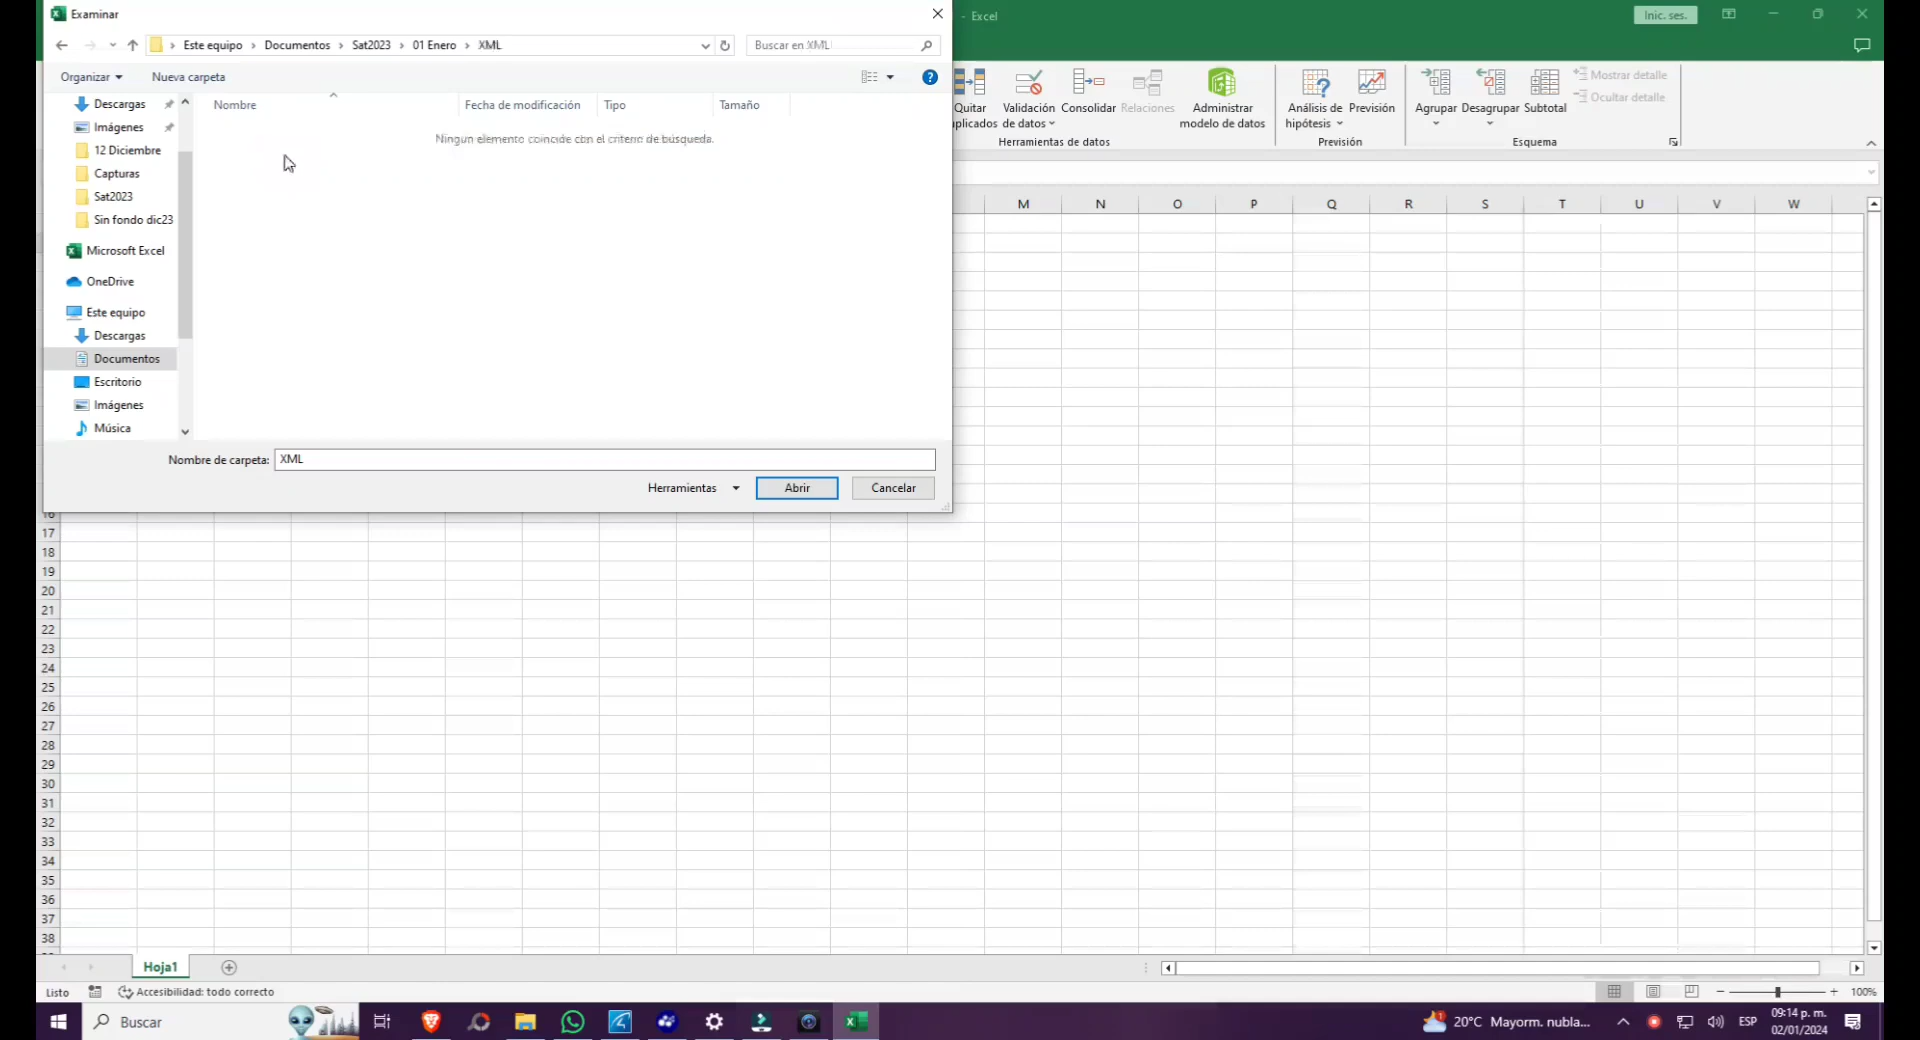 Examinar
- Excel
Inic. ses.
Este equipo > Documentos > Sat2023 > 01 Enero > XML
Buscar en XML
Organizar
Nueva carpeta
?
Nombre
Fecha de modificación
Tipo
Tamaño
Ningún elemento coincide con el criterio de búsqueda.
Descargas
Imágenes
12 Diciembre
Capturas
Sat2023
Sin fondo dic23
Microsoft Excel
OneDrive
Este equipo
Descargas
Documentos
Escritorio
Imágenes
Música
Nombre de carpeta: XML
Herramientas
Abrir
Cancelar
Quitar
plicados
Validación
de datos
Consolidar
Relaciones
Administrar
modelo de datos
Herramientas de datos
Análisis de
hipótesis
Previsión
Previsión
Agrupar
Desagrupar
Subtotal
Mostrar detalle
Ocultar detalle
Esquema
M N O P Q R S T U V W
16
17
18
19
20
21
22
23
24
25
26
27
28
29
30
31
32
33
34
35
36
37
38
Hoja1
Listo
Accesibilidad: todo correcto
100%
Buscar
20°C Mayorm. nubla...
ESP
09:14 p. m.
02/01/2024